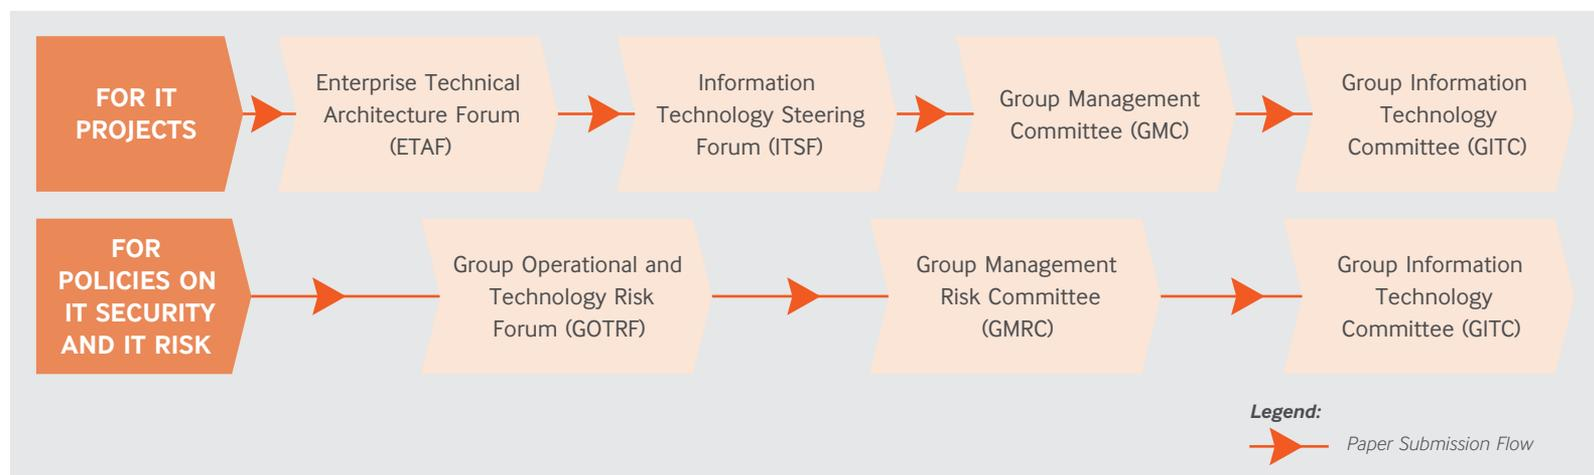 FOR IT
PROJECTS
Enterprise Technical
Architecture Forum
(ETAF)
Information
Technology Steering
Forum (ITSF)
Group Management
Committee (GMC)
Group Information
Technology
Committee (GITC)
FOR
POLICIES ON
IT SECURITY
AND IT RISK
Group Operational and
Technology Risk
Forum (GOTRF)
Group Management
Risk Committee
(GMRC)
Group Information
Technology
Committee (GITC)
Legend:
Paper Submission Flow